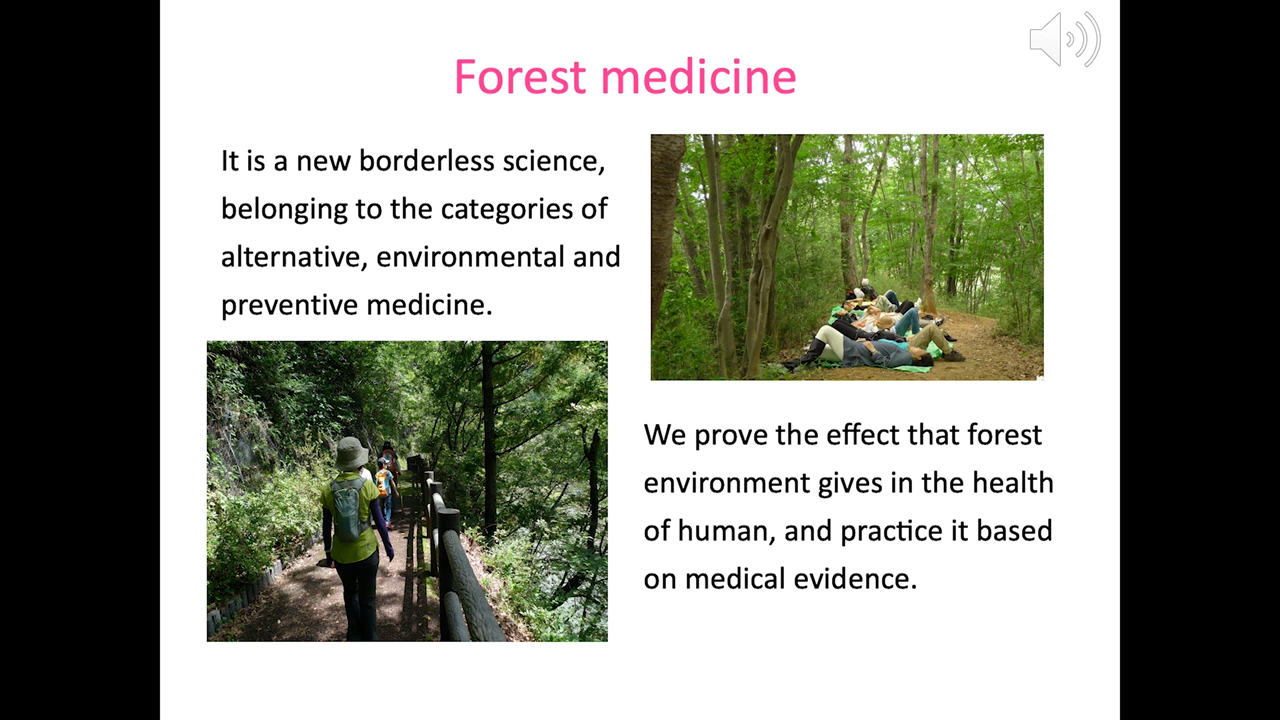 Forest medicine
It is a new borderless science,
belonging to the categories of
alternative, environmental and
preventive medicine.
We prove the effect that forest
environment gives in the health
of human, and practice it based
on medical evidence.